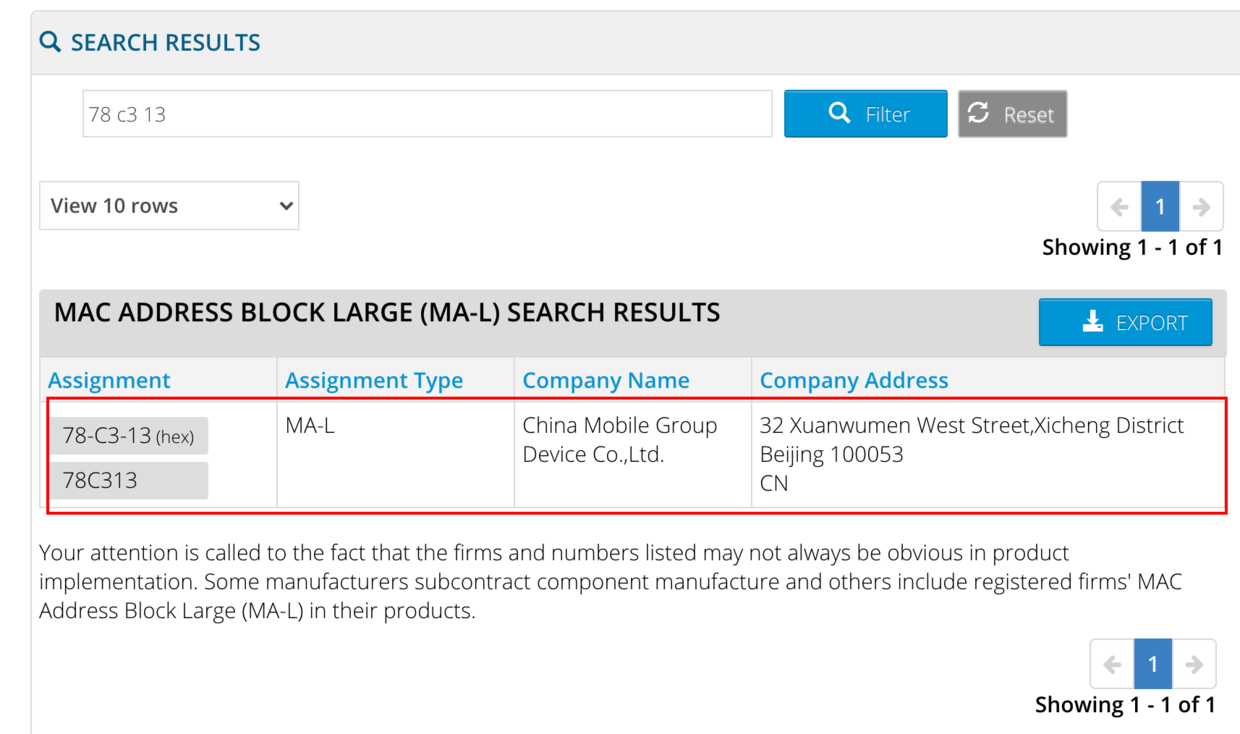 SEARCH RESULTS
78 c3 13
Filter
Reset
View 10 rows
1
Showing 1 - 1 of 1
MAC ADDRESS BLOCK LARGE (MA-L) SEARCH RESULTS
EXPORT
Assignment
Assignment Type
Company Name
Company Address
78-C3-13 (hex)
78C313
MA-L
China Mobile Group
Device Co.,Ltd.
32 Xuanwumen West Street,Xicheng District
Beijing 100053
CN
Your attention is called to the fact that the firms and numbers listed may not always be obvious in product
implementation. Some manufacturers subcontract component manufacture and others include registered firms' MAC
Address Block Large (MA-L) in their products.
1
Showing 1 - 1 of 1